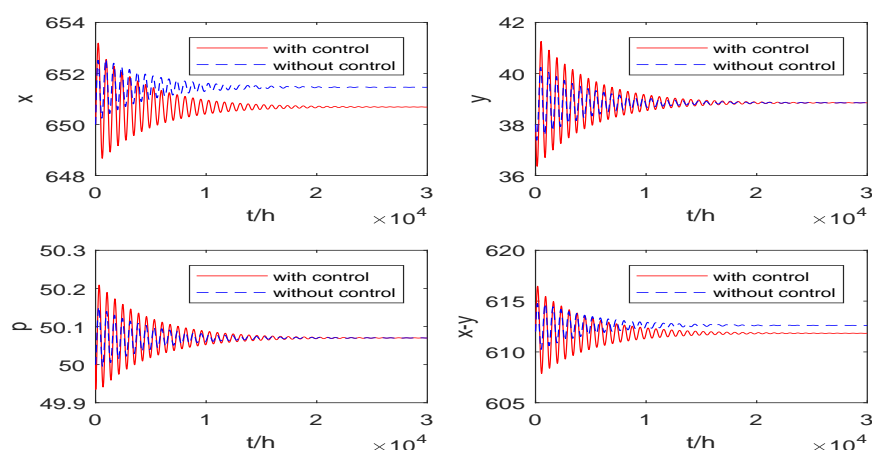 654
652
650
648
x
with control
without control
0
1
2
3
t/h
×10^4
42
40
38
36
y
with control
without control
0
1
2
3
t/h
×10^4
50.3
50.2
50.1
50
49.9
p
with control
without control
0
1
2
3
t/h
×10^4
620
615
610
605
x-y
with control
without control
0
1
2
3
t/h
×10^4